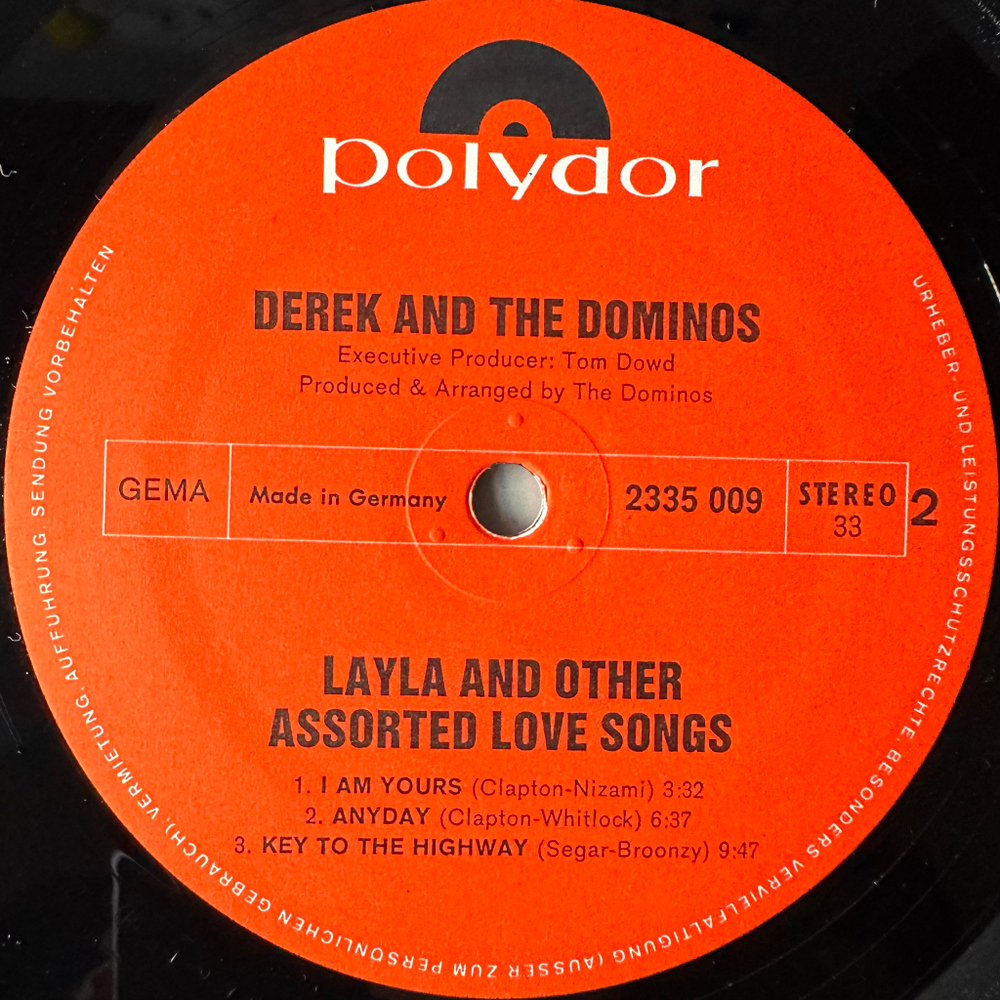 polydor
DEREK AND THE DOMINOS
Executive Producer: Tom Dowd
Produced & Arranged by The Dominos
GEMA
Made in Germany
2335 009
STEREO
33
2
LAYLA AND OTHER
ASSORTED LOVE SONGS
1. I AM YOURS (Clapton-Nizami) 3:32
2. ANYDAY (Clapton-Whitlock) 6:37
3. KEY TO THE HIGHWAY (Segar-Broonzy) 9:47
URHEBER- UND LEISTUNGSSCHUTZRECHTE, BESONDERS VERVIELFÄLTIGUNG (AUSSER ZUM PERSÖNLICHEN GEBRAUCH), VERMIETUNG, AUFFÜHRUNG, SENDUNG VORBEHALTEN